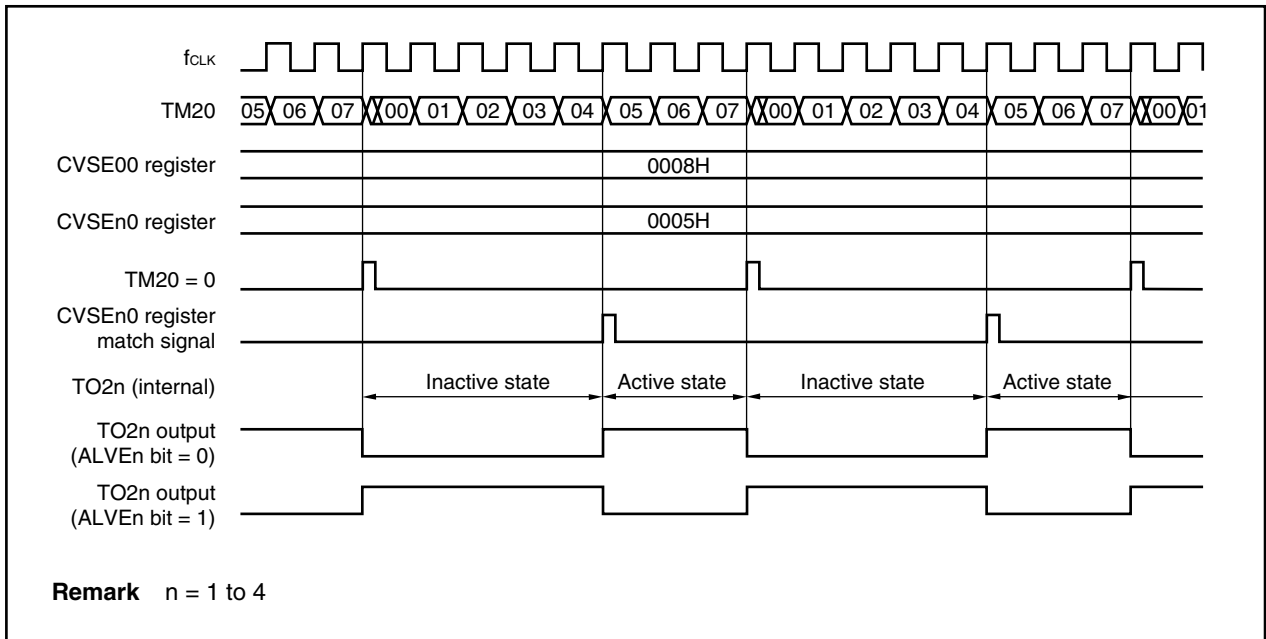 fCLK
TM20 05 06 07 00 01 02 03 04 05 06 07 00 01 02 03 04 05 06 07 00 01
CVSE00 register 0008H
CVSEn0 register 0005H
TM20 = 0
CVSEn0 register
match signal
TO2n (internal) Inactive state Active state Inactive state Active state
TO2n output
(ALVEn bit = 0)
TO2n output
(ALVEn bit = 1)
Remark n = 1 to 4